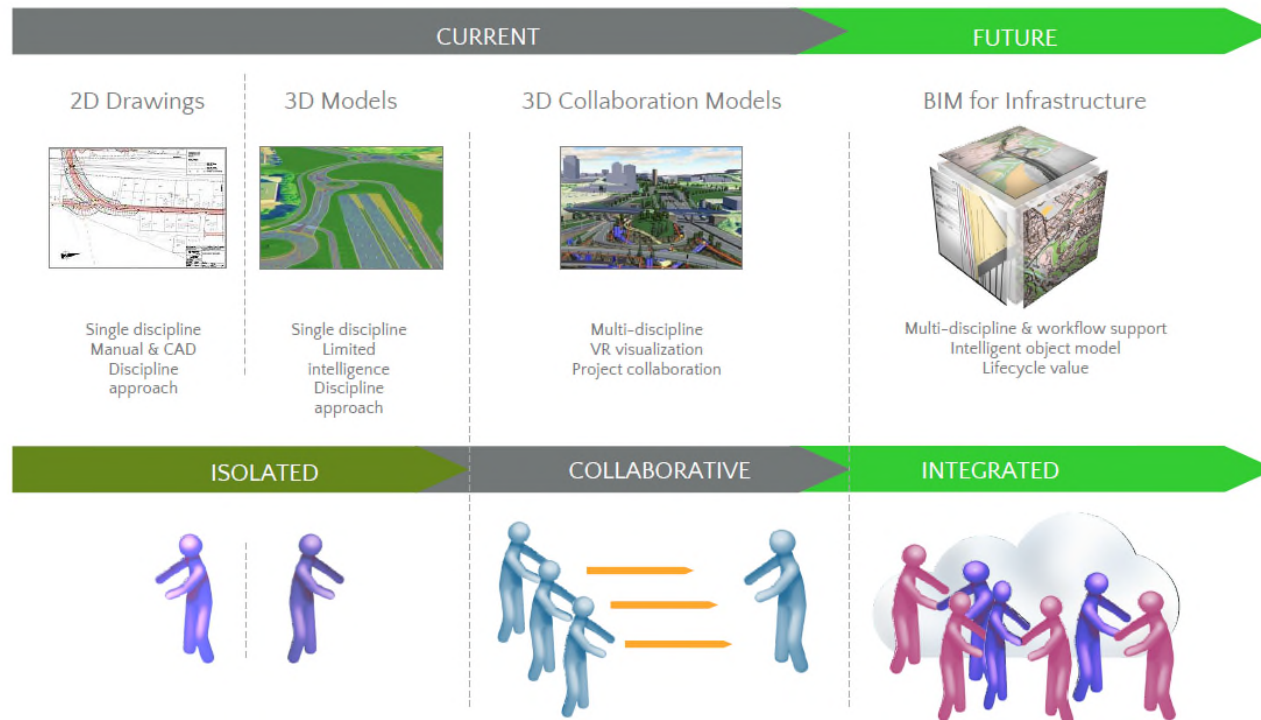 CURRENT
FUTURE
2D Drawings
3D Models
3D Collaboration Models
BIM for Infrastructure
Single discipline
Manual & CAD
Discipline
approach
Single discipline
Limited
intelligence
Discipline
approach
Multi-discipline
VR visualization
Project collaboration
Multi-discipline & workflow support
Intelligent object model
Lifecycle value
ISOLATED
COLLABORATIVE
INTEGRATED